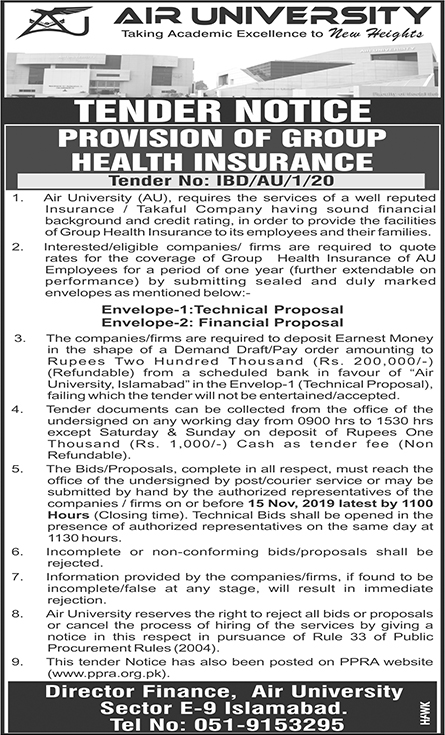 AIR UNIVERSITY
Taking Academic Excellence to New Heights
TENDER NOTICE
PROVISION OF GROUP
HEALTH INSURANCE
Tender No: IBD/AU/1/20
1. Air University (AU), requires the services of a well reputed
Insurance / Takaful Company having sound financial
background and credit rating, in order to provide the facilities
of Group Health Insurance to its employees and their families.
2. Interested/eligible companies/ firms are required to quote
rates for the coverage of Group Health Insurance of AU
Employees for a period of one year (further extendable on
performance) by submitting sealed and duly marked
envelopes as mentioned below:-
Envelope-1:Technical Proposal
Envelope-2: Financial Proposal
3. The companies/firms are required to deposit Earnest Money
in the shape of a Demand Draft/Pay order amounting to
Rupees Two Hundred Thousand (Rs. 200,000/-)
(Refundable) from a scheduled bank in favour of "Air
University, Islamabad" in the Envelop-1 (Technical Proposal),
failing which the tender will not be entertained/accepted.
4. Tender documents can be collected from the office of the
undersigned on any working day from 0900 hrs to 1530 hrs
except Saturday & Sunday on deposit of Rupees One
Thousand (Rs. 1,000/-) Cash as tender fee (Non
Refundable).
5. The Bids/Proposals, complete in all respect, must reach the
office of the undersigned by post/courier service or may be
submitted by hand by the authorized representatives of the
companies / firms on or before 15 Nov, 2019 latest by 1100
Hours (Closing time). Technical Bids shall be opened in the
presence of authorized representatives on the same day at
1130 hours.
6. Incomplete or non-conforming bids/proposals shall be
rejected.
7. Information provided by the companies/firms, if found to be
incomplete/false at any stage, will result in immediate
rejection.
8. Air University reserves the right to reject all bids or proposals
or cancel the process of hiring of the services by giving a
notice in this respect in pursuance of Rule 33 of Public
Procurement Rules (2004).
9. This tender Notice has also been posted on PPRA website
(www.ppra.org.pk).
Director Finance, Air University
Sector E-9 Islamabad.
Tel No: 051-9153295
HAWK